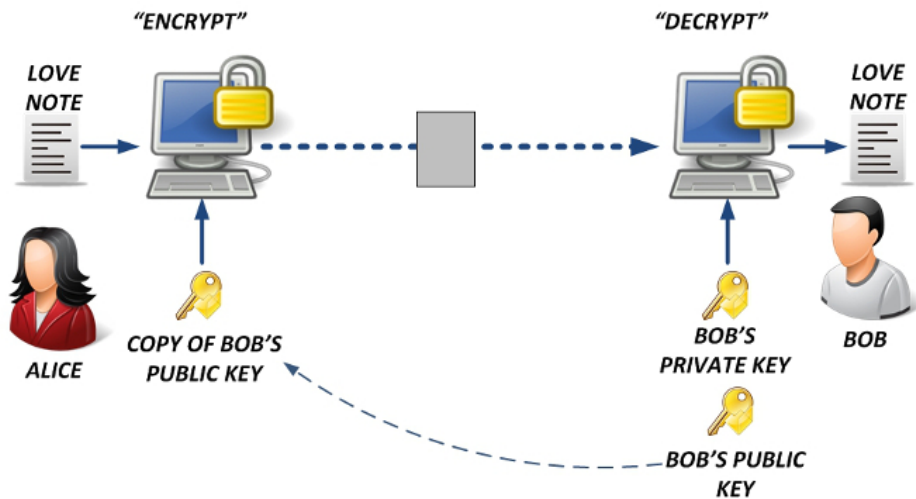 “ENCRYPT”
“DECRYPT”
LOVE
NOTE
LOVE
NOTE
ALICE
COPY OF BOB’S
PUBLIC KEY
BOB’S
PRIVATE KEY
BOB
BOB’S PUBLIC
KEY